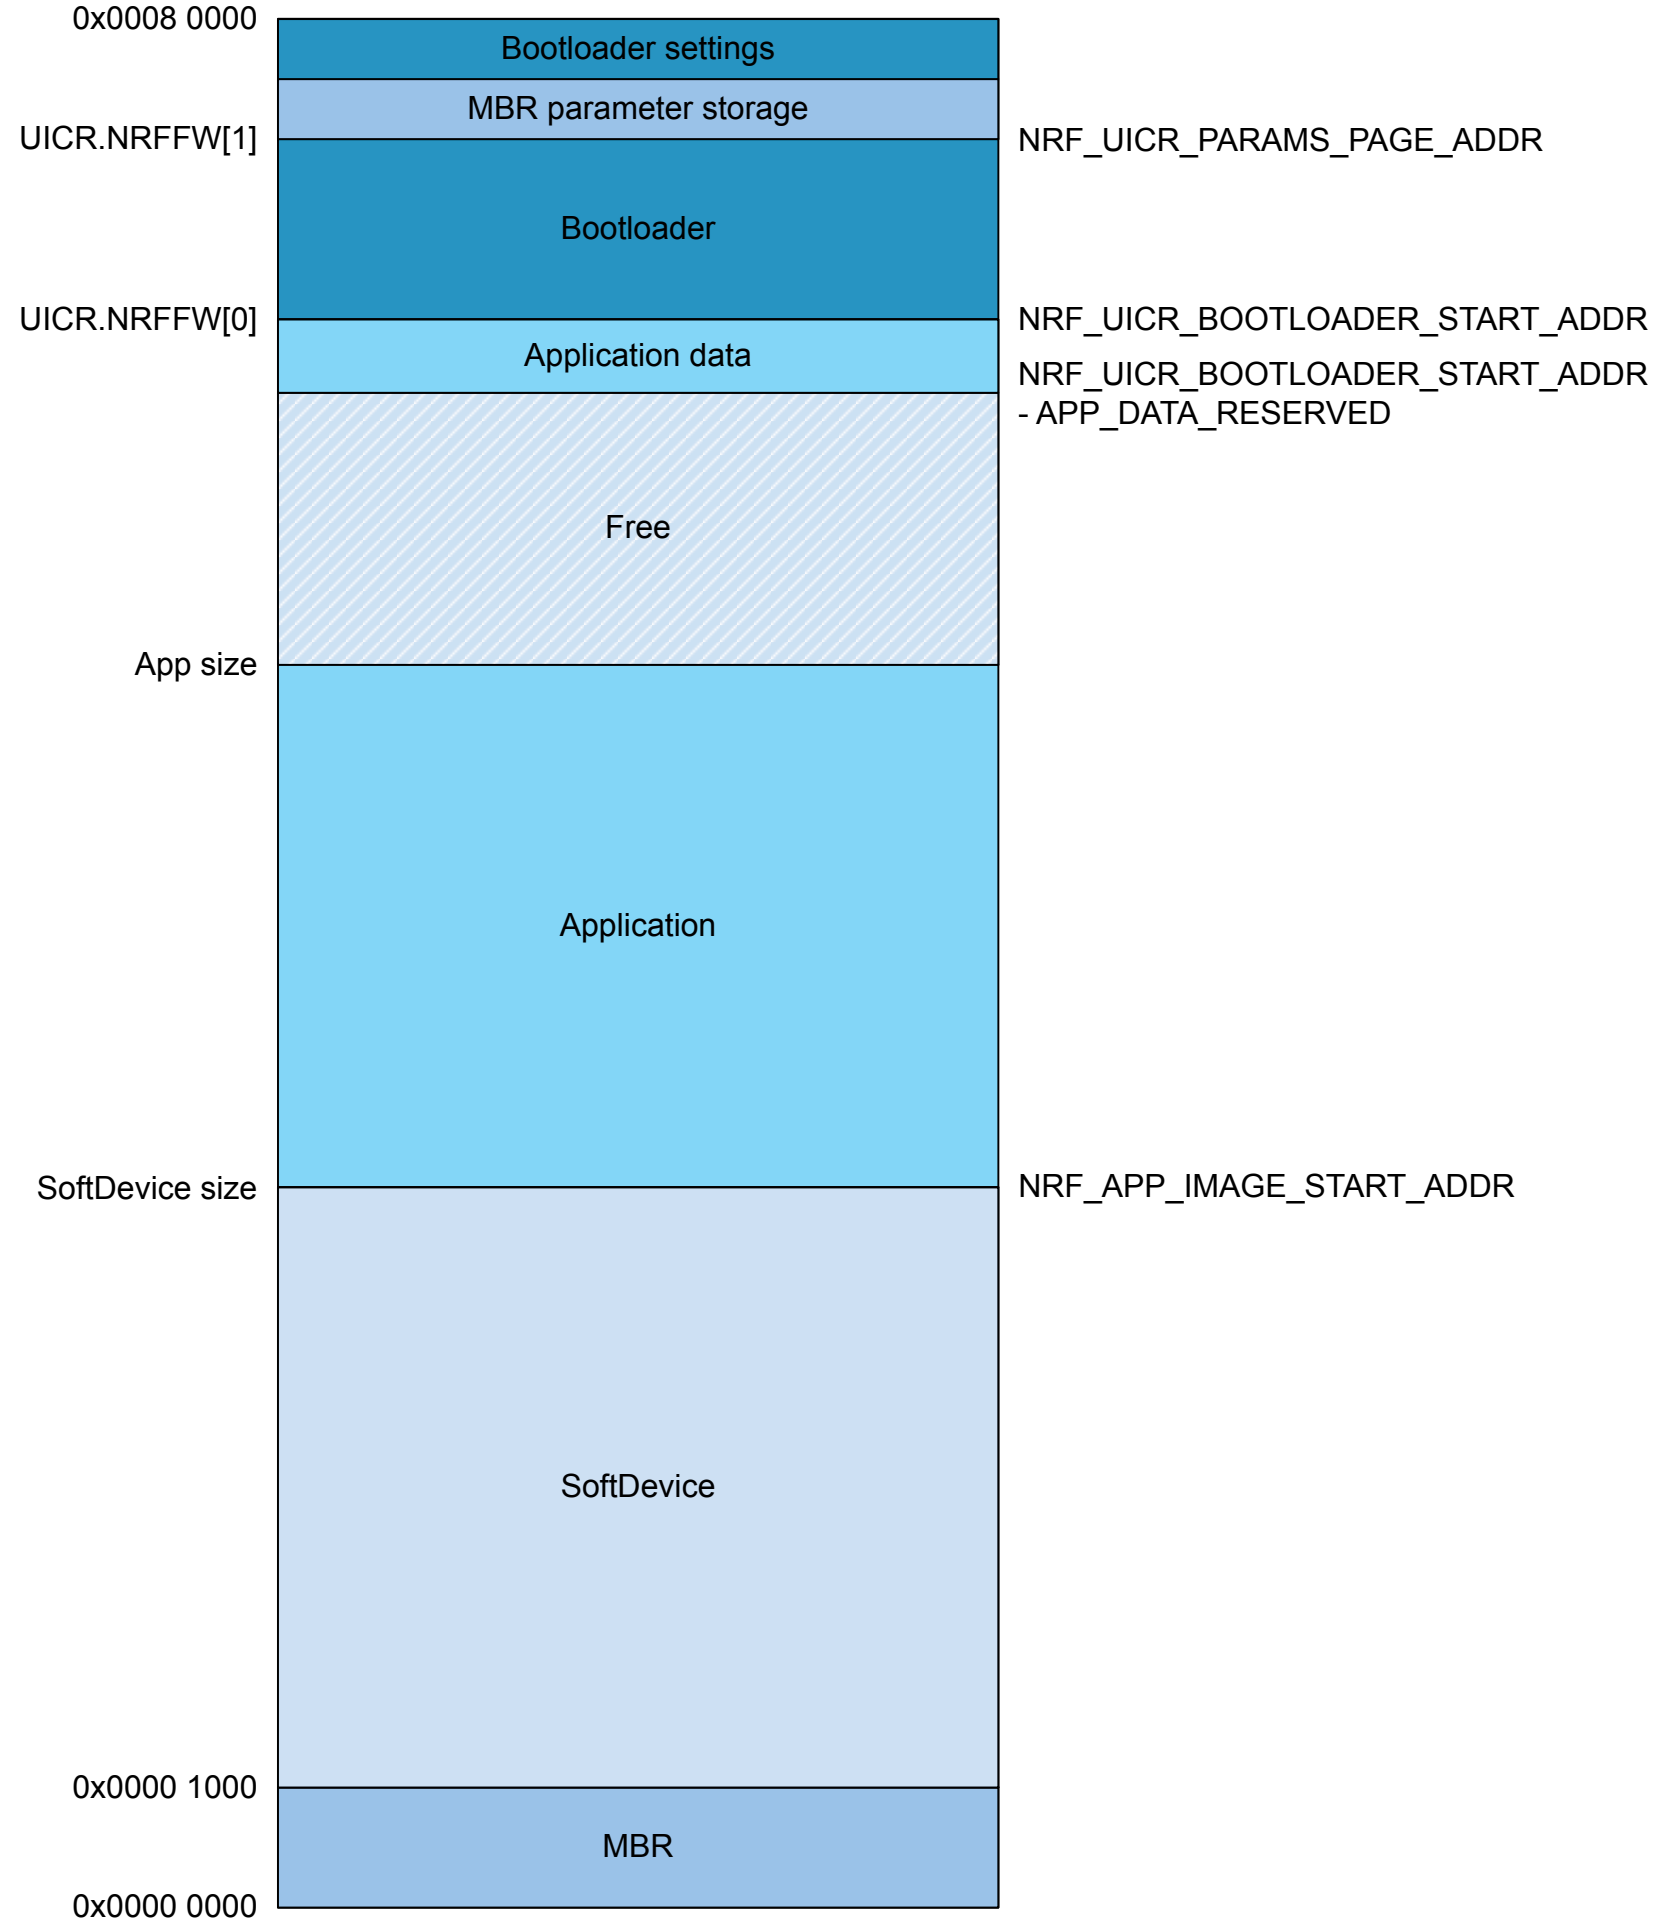 0x0008 0000
Bootloader settings
MBR parameter storage
UICR.NRFFW[1]
NRF_UICR_PARAMS_PAGE_ADDR
Bootloader
UICR.NRFFW[0]
NRF_UICR_BOOTLOADER_START_ADDR
Application data
NRF_UICR_BOOTLOADER_START_ADDR
- APP_DATA_RESERVED
Free
App size
Application
SoftDevice size
NRF_APP_IMAGE_START_ADDR
SoftDevice
0x0000 1000
MBR
0x0000 0000